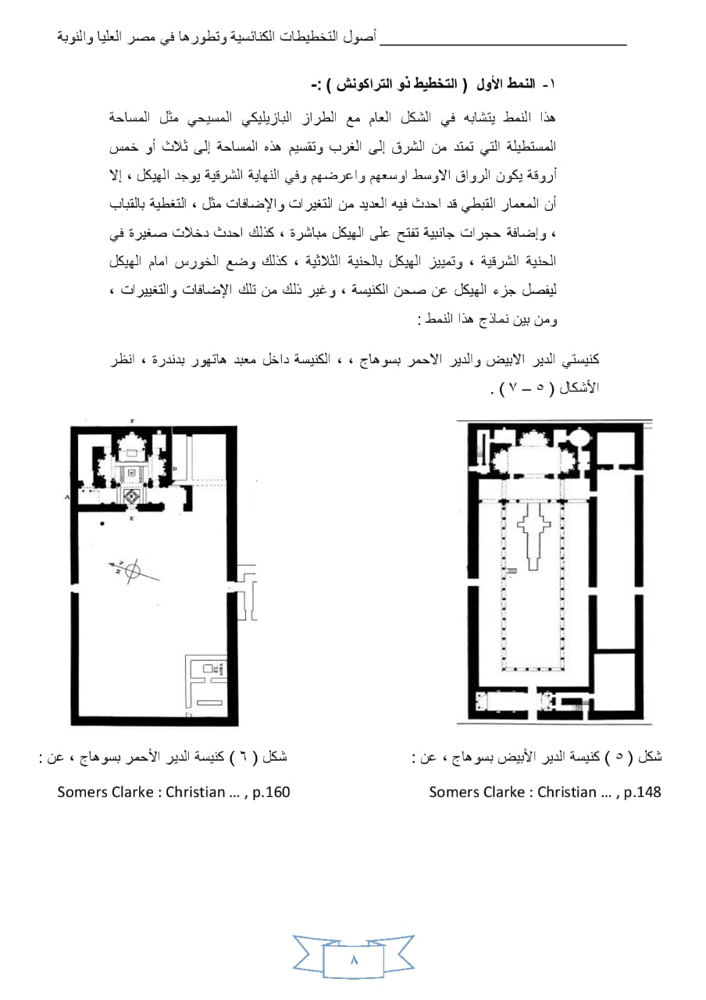 أصول التخطيطات الكنائسية وتطورها في مصر العليا والنوبة
١- النمط الأول ( التخطيط ذو التراكونش ) :-
هذا النمط يتشابه في الشكل العام مع الطراز البازيليكي المسيحي مثل المساحة
المستطيلة التي تمتد من الشرق إلى الغرب وتقسيم هذه المساحة إلى ثلاث أو خمس
أروقة يكون الرواق الاوسط اوسعهم واعرضهم وفي النهاية الشرقية يوجد الهيكل ، إلا
أن المعمار القبطي قد احدث فيه العديد من التغيرات والإضافات مثل ، التغطية بالقباب
، وإضافة حجرات جانبية تفتح على الهيكل مباشرة ، كذلك احدث دخلات صغيرة في
الحنية الشرقية ، وتمييز الهيكل بالحنية الثلاثية ، كذلك وضع الخورس امام الهيكل
ليفصل جزء الهيكل عن صحن الكنيسة ، وغير ذلك من تلك الإضافات والتغييرات ،
ومن بين نماذج هذا النمط :
كنيستي الدير الابيض والدير الاحمر بسوهاج ، ، الكنيسة داخل معبد هاتهور بدندرة ، انظر
الأشكال ( ٥ – ٧ ) .
F
D
C
A
E
N
M
EL
ADRA
شكل ( ٥ ) كنيسة الدير الأبيض بسوهاج ، عن :
Somers Clarke : Christian … , p.148
شكل ( ٦ ) كنيسة الدير الأحمر بسوهاج ، عن :
Somers Clarke : Christian … , p.160
٨